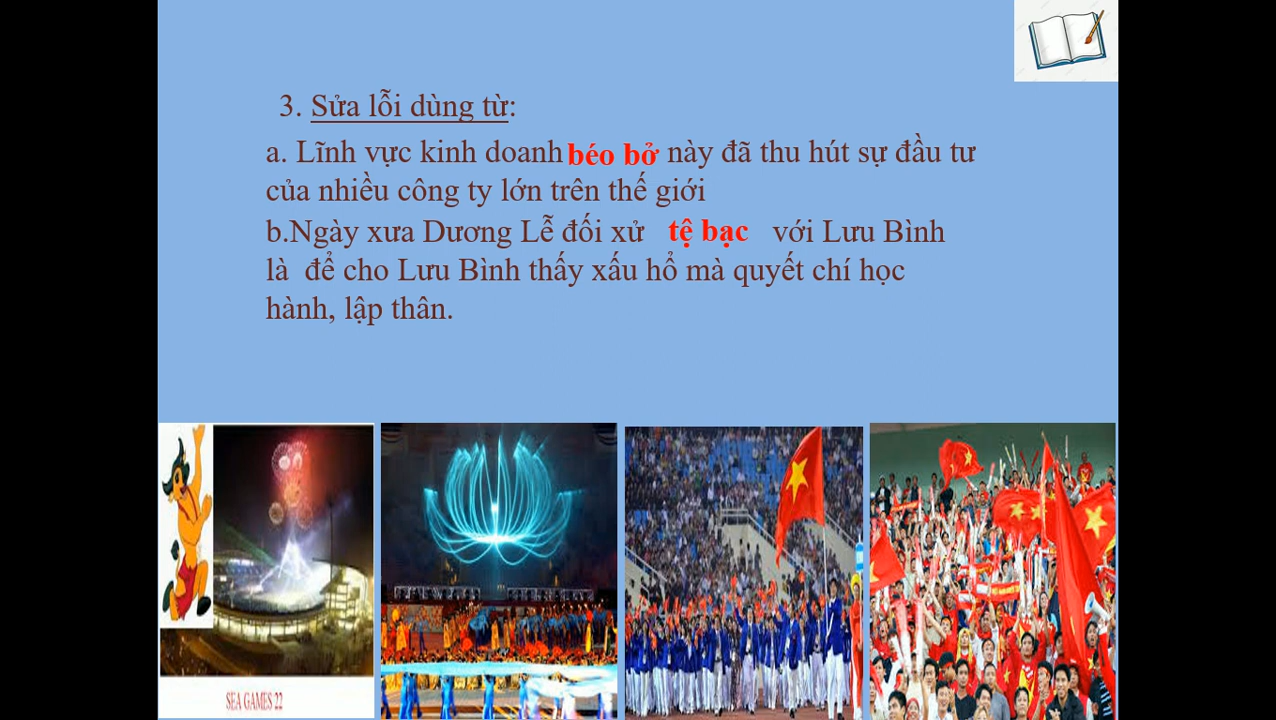 3. Sửa lỗi dùng từ:
a. Lĩnh vực kinh doanh béo bở này đã thu hút sự đầu tư
của nhiều công ty lớn trên thế giới
b.Ngày xưa Dương Lễ đối xử tệ bạc với Lưu Bình
là để cho Lưu Bình thấy xấu hổ mà quyết chí học
hành, lập thân.
SEA GAMES 22